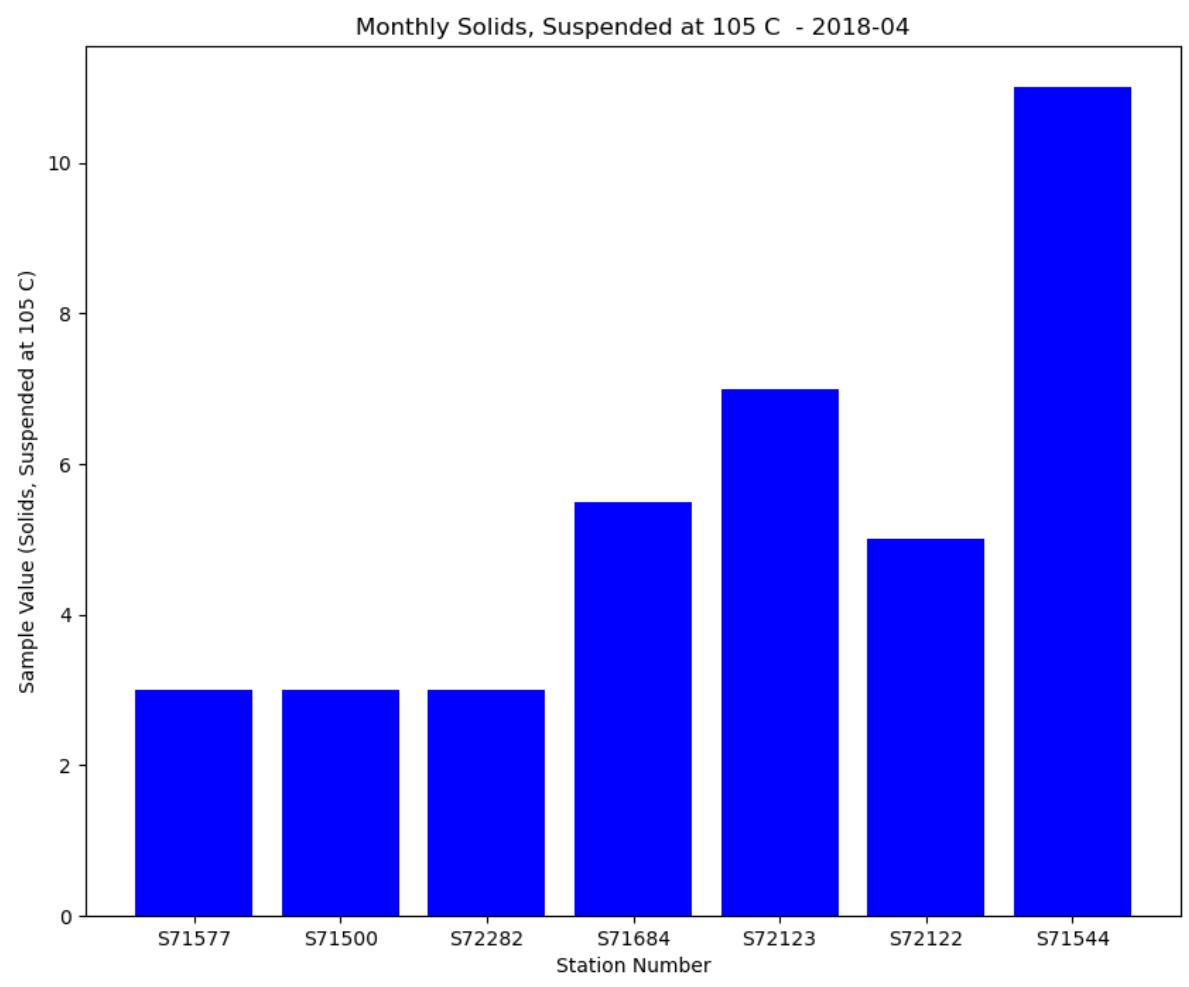 Monthly Solids, Suspended at 105 C  - 2018-04
Sample Value (Solids, Suspended at 105 C)
10
8
6
4
2
0
S71577 S71500 S72282 S71684 S72123 S72122 S71544
Station Number